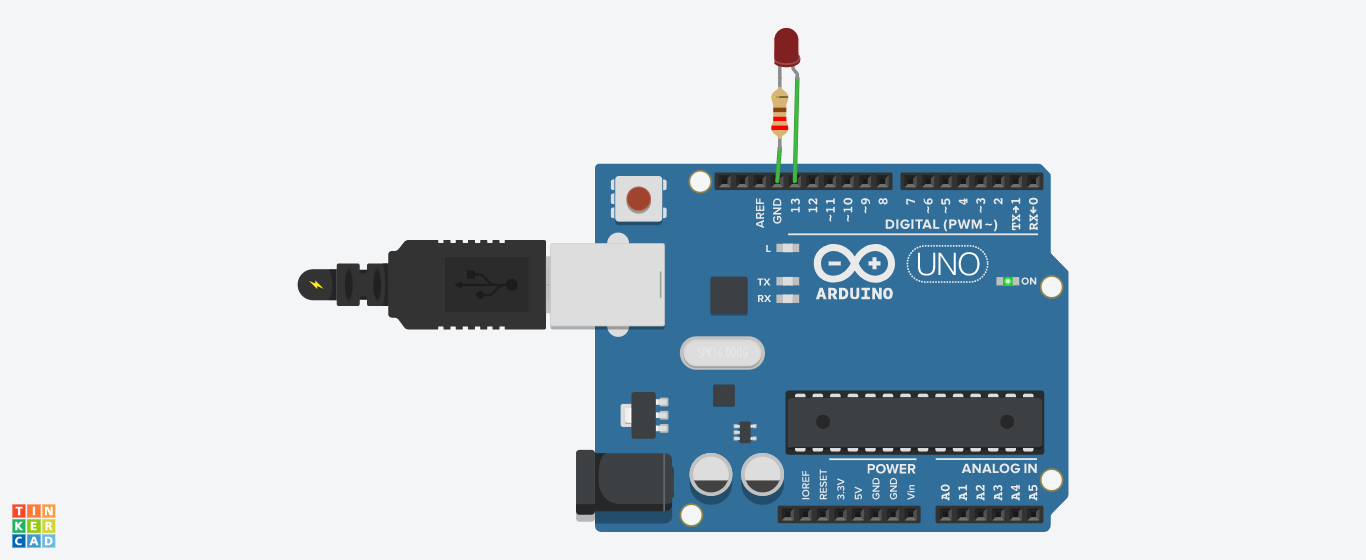 AREF
GND
13
12
~11
~10
~9
8
7
~6
~5
4
~3
2
TX→1
RX←0
DIGITAL (PWM~)
L
TX
RX
UNO
ON
ARDUINO
SPK16.000G
POWER
ANALOG IN
IOREF
RESET
3.3V
5V
GND
GND
Vin
A0
A1
A2
A3
A4
A5
TIN
KER
CAD